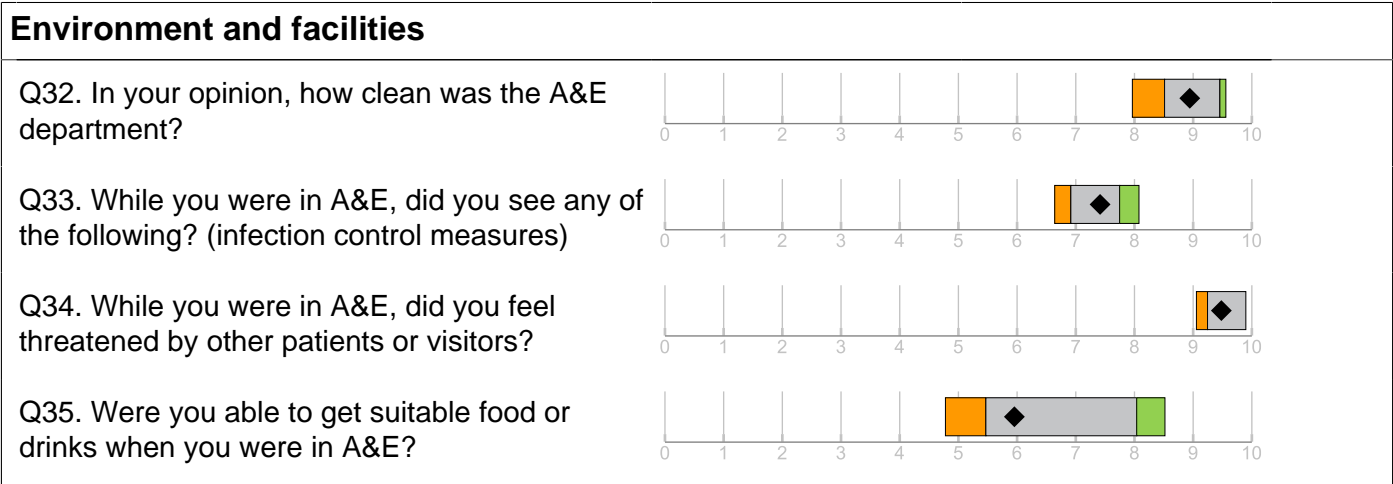 Environment and facilities
Q32. In your opinion, how clean was the A&E
department?
0 1 2 3 4 5 6 7 8 9 10
Q33. While you were in A&E, did you see any of
the following? (infection control measures)
0 1 2 3 4 5 6 7 8 9 10
Q34. While you were in A&E, did you feel
threatened by other patients or visitors?
0 1 2 3 4 5 6 7 8 9 10
Q35. Were you able to get suitable food or
drinks when you were in A&E?
0 1 2 3 4 5 6 7 8 9 10